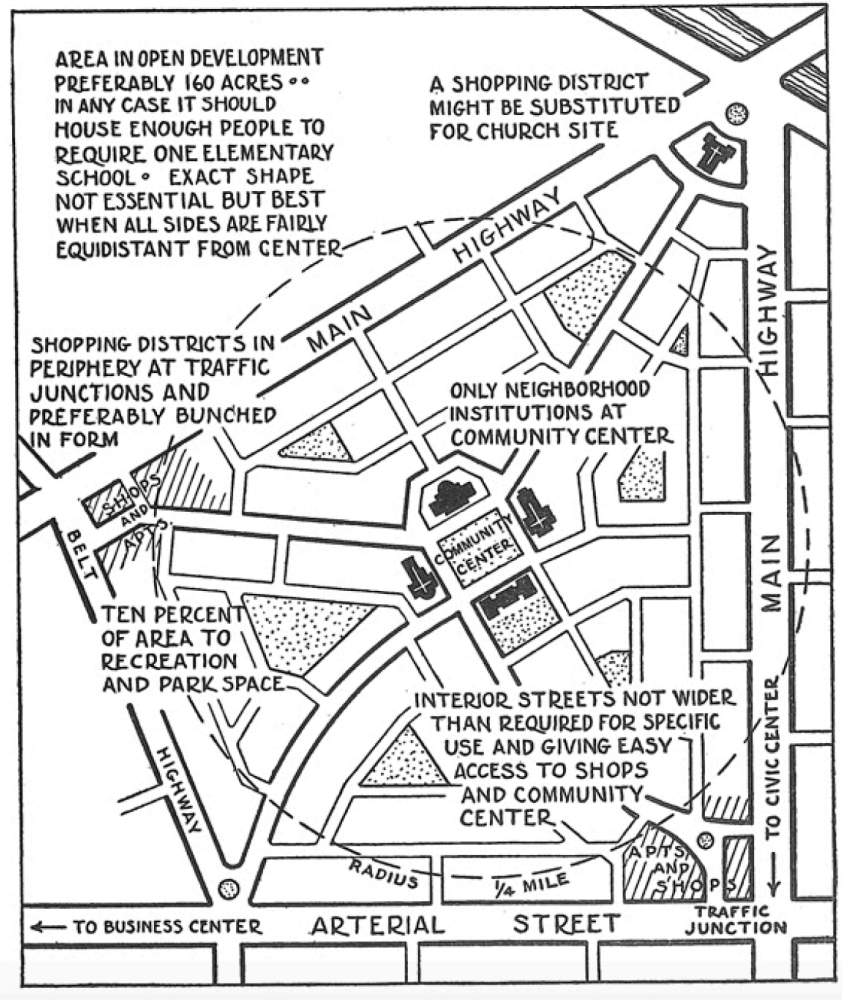 AREA IN OPEN DEVELOPMENT
PREFERABLY 160 ACRES • •
IN ANY CASE IT SHOULD
HOUSE ENOUGH PEOPLE TO
REQUIRE ONE ELEMENTARY
SCHOOL • EXACT SHAPE
NOT ESSENTIAL BUT BEST
WHEN ALL SIDES ARE FAIRLY
EQUIDISTANT FROM CENTER
A SHOPPING DISTRICT
MIGHT BE SUBSTITUTED
FOR CHURCH SITE
MAIN HIGHWAY
HIGHWAY
MAIN
SHOPPING DISTRICTS IN
PERIPHERY AT TRAFFIC
JUNCTIONS AND
PREFERABLY BUNCHED
IN FORM
ONLY NEIGHBORHOOD
INSTITUTIONS AT
COMMUNITY CENTER
SHOPS
AND
APTS.
BELT
HIGHWAY
COMMUNITY
CENTER
TEN PERCENT
OF AREA TO
RECREATION
AND PARK SPACE
INTERIOR STREETS NOT WIDER
THAN REQUIRED FOR SPECIFIC
USE AND GIVING EASY
ACCESS TO SHOPS
AND COMMUNITY
CENTER
TO CIVIC CENTER
APTS.
AND
SHOPS
RADIUS 1/4 MILE
TRAFFIC
JUNCTION
← TO BUSINESS CENTER ARTERIAL STREET